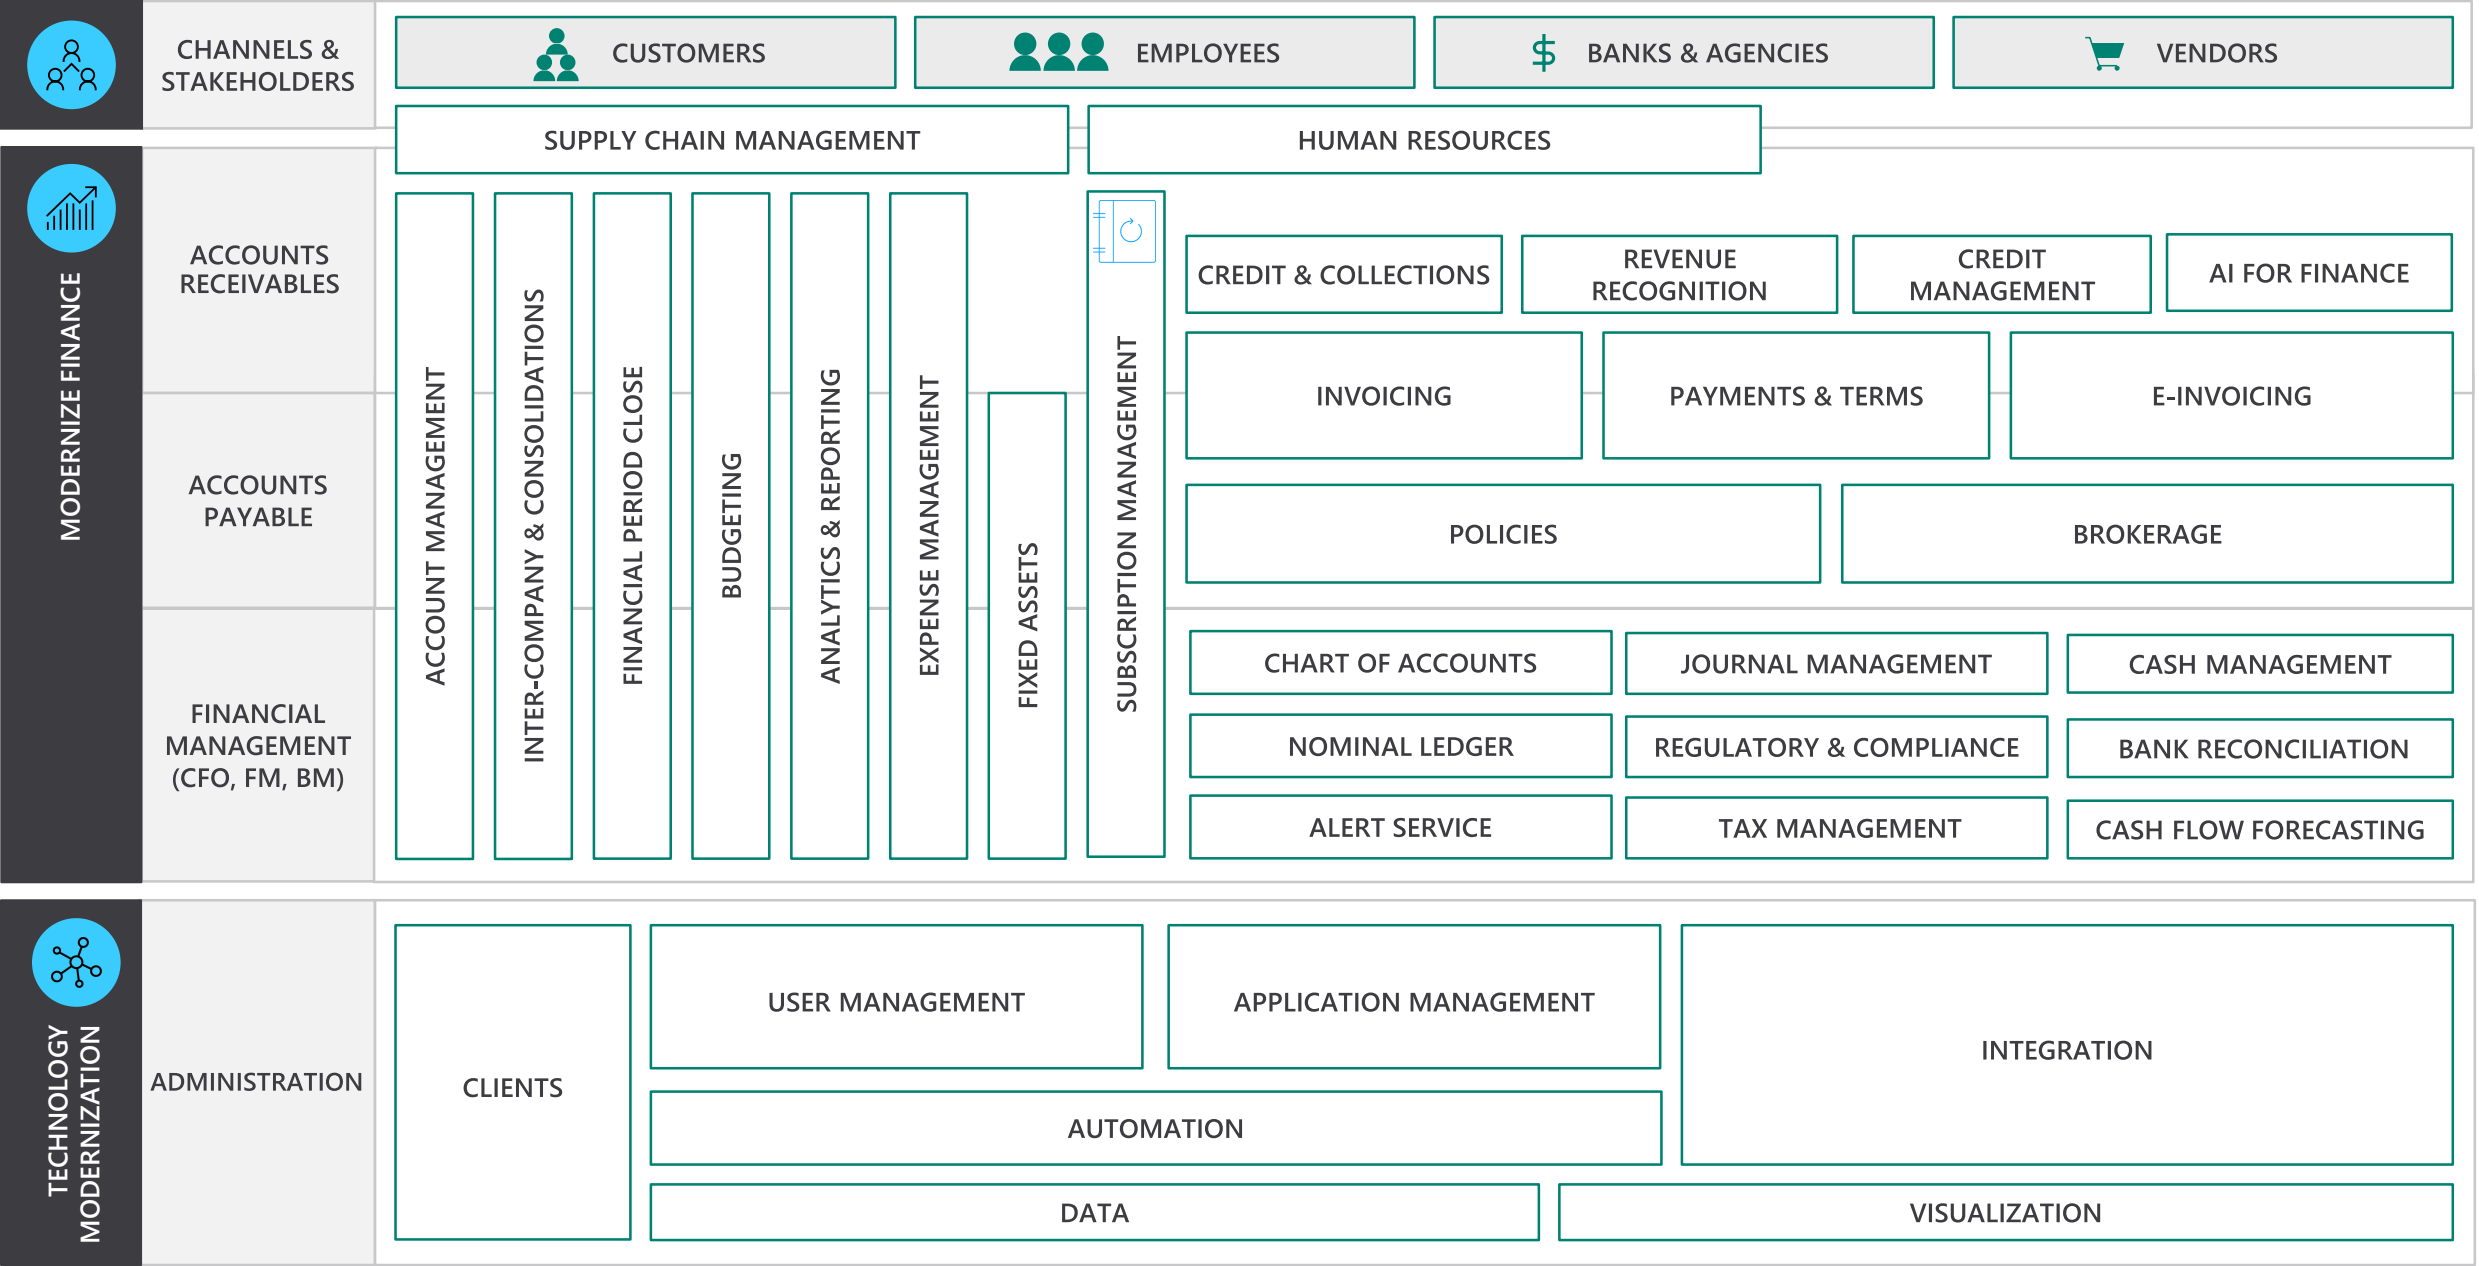 CHANNELS &
STAKEHOLDERS
CUSTOMERS
EMPLOYEES
BANKS & AGENCIES
VENDORS
SUPPLY CHAIN MANAGEMENT
HUMAN RESOURCES
MODERNIZE FINANCE
ACCOUNTS
RECEIVABLES
ACCOUNTS
PAYABLE
FINANCIAL
MANAGEMENT
(CFO, FM, BM)
ACCOUNT MANAGEMENT
INTER-COMPANY & CONSOLIDATIONS
FINANCIAL PERIOD CLOSE
BUDGETING
ANALYTICS & REPORTING
EXPENSE MANAGEMENT
FIXED ASSETS
SUBSCRIPTION MANAGEMENT
CREDIT & COLLECTIONS
REVENUE
RECOGNITION
CREDIT
MANAGEMENT
AI FOR FINANCE
INVOICING
PAYMENTS & TERMS
E-INVOICING
POLICIES
BROKERAGE
CHART OF ACCOUNTS
JOURNAL MANAGEMENT
CASH MANAGEMENT
NOMINAL LEDGER
REGULATORY & COMPLIANCE
BANK RECONCILIATION
ALERT SERVICE
TAX MANAGEMENT
CASH FLOW FORECASTING
TECHNOLOGY
MODERNIZATION
ADMINISTRATION
CLIENTS
USER MANAGEMENT
APPLICATION MANAGEMENT
INTEGRATION
AUTOMATION
DATA
VISUALIZATION